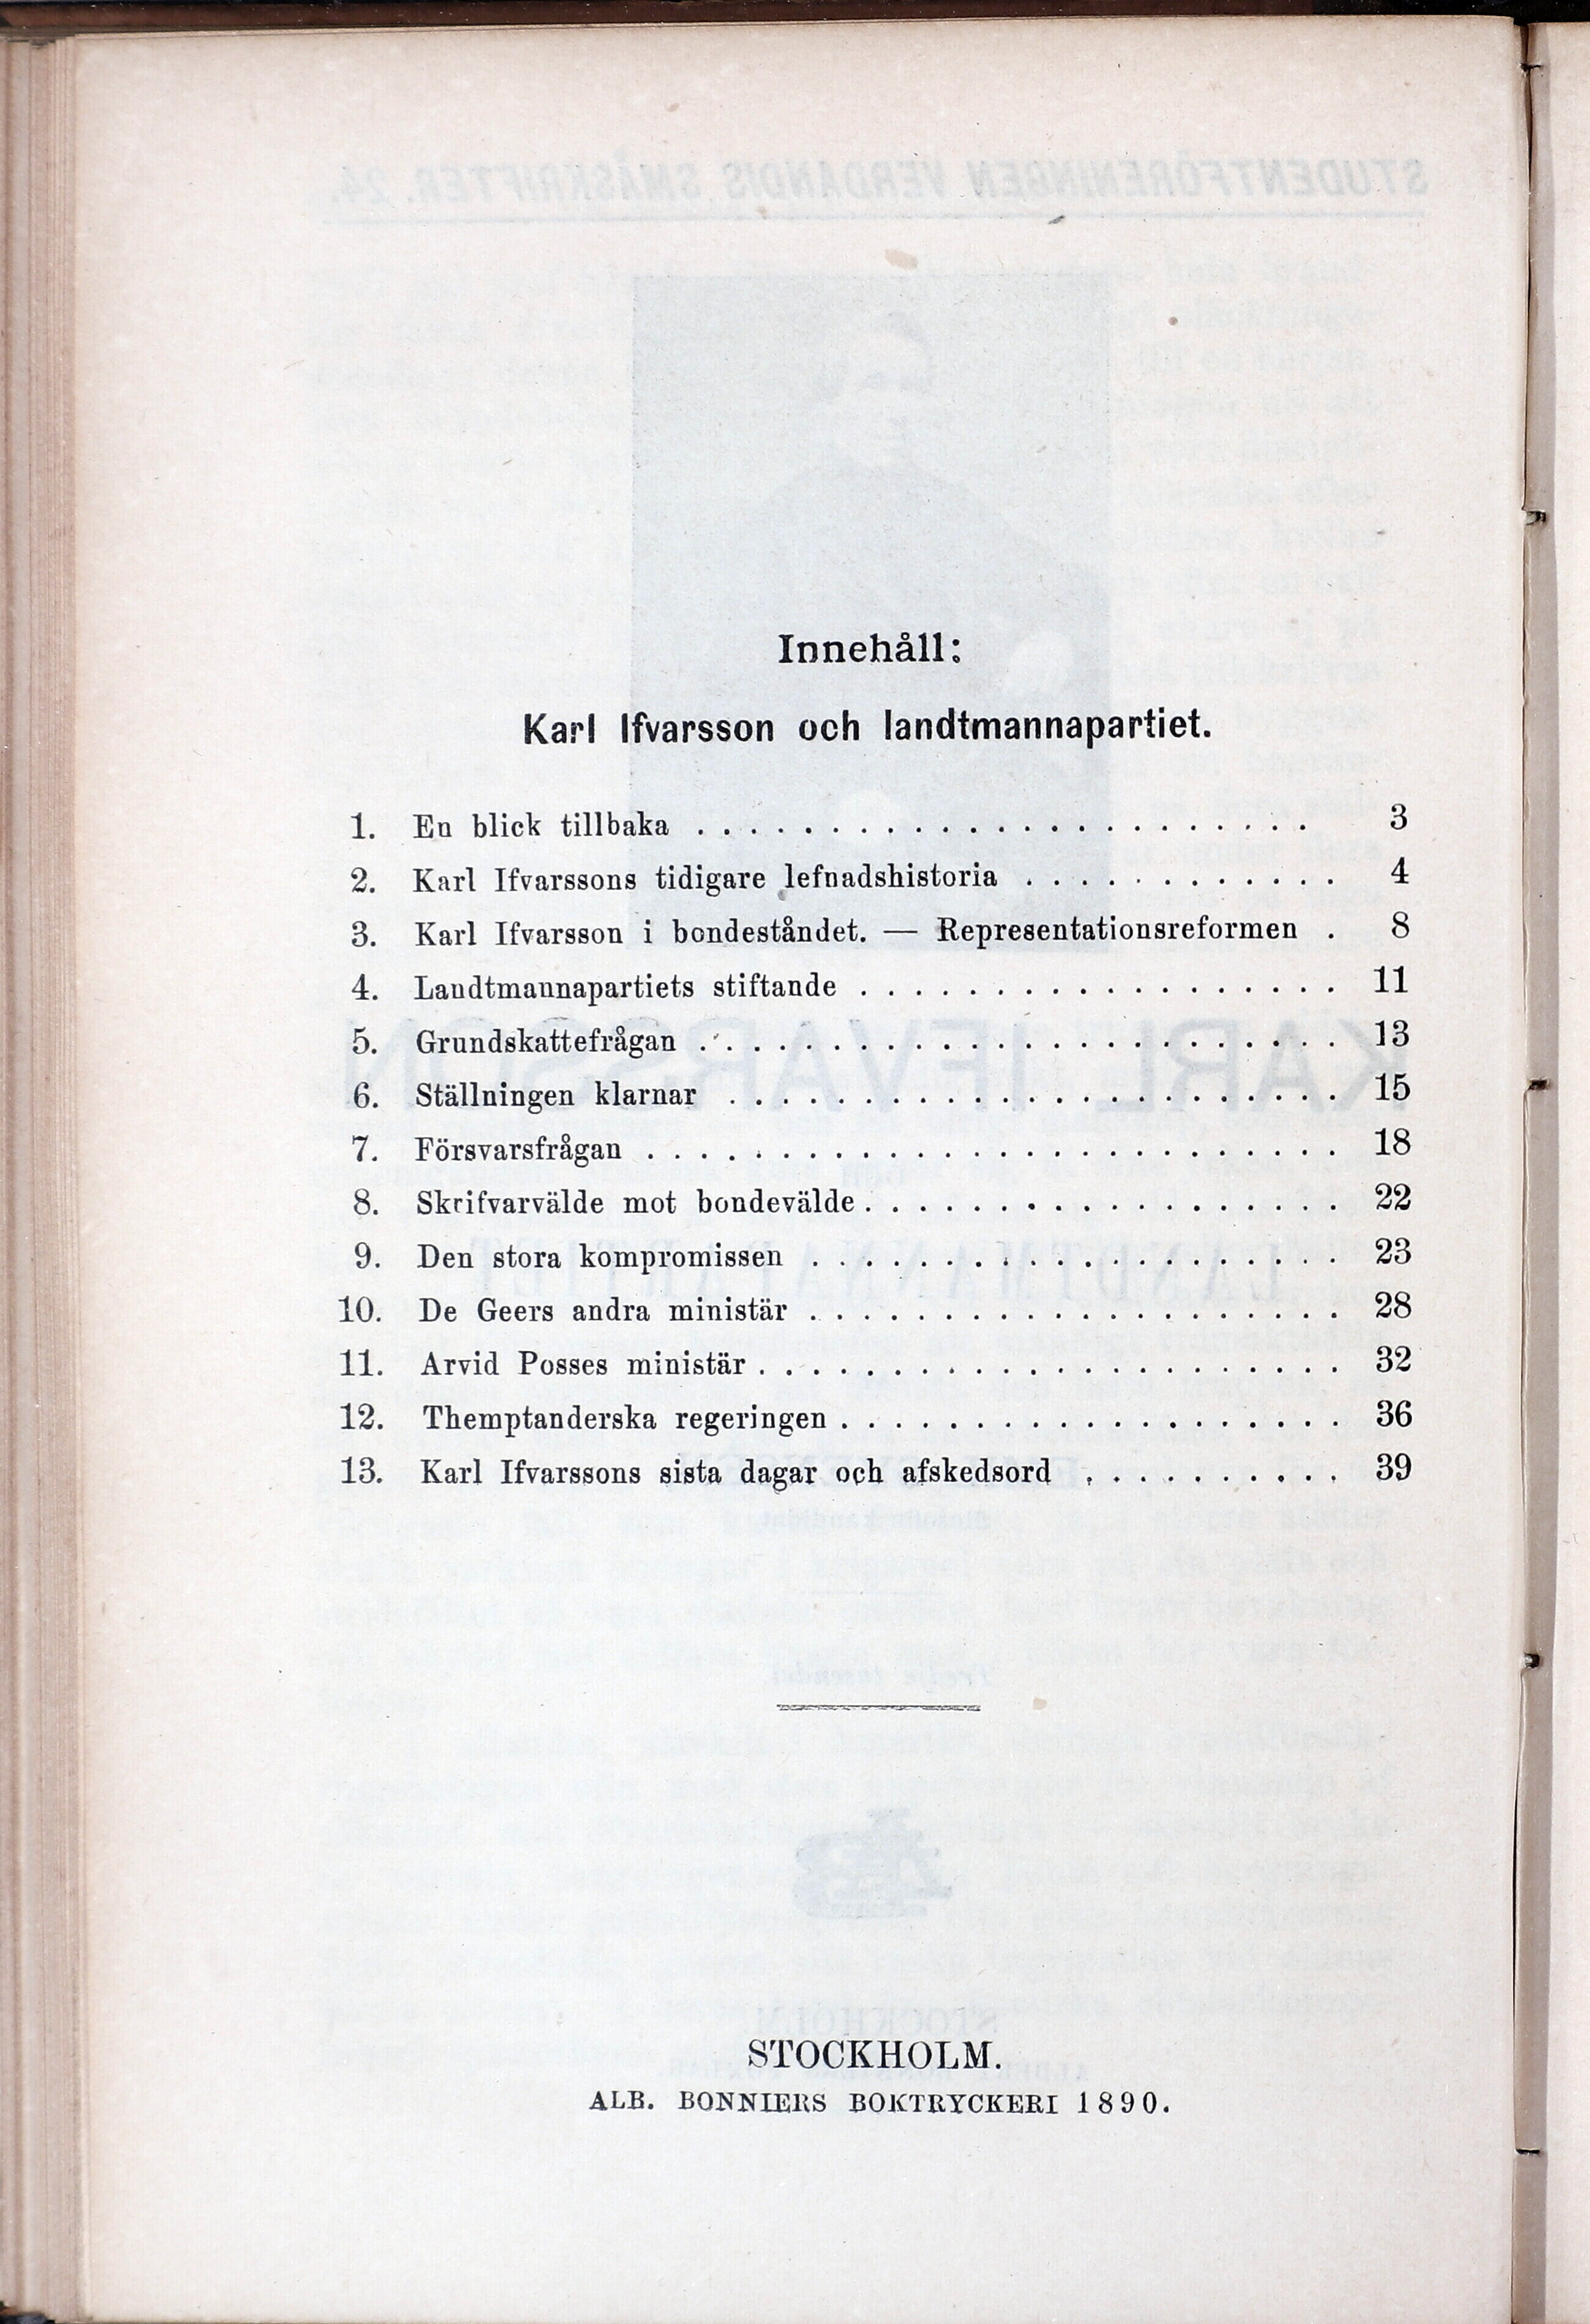 Innehåll:
Karl Ifvarsson och landtmannapartiet.
1. En blick tillbaka . . . . . . . . . . . . . . . . . . . . . . . 3
2. Karl Ifvarssons tidigare lefnadshistoria . . . . . . . . . . . . 4
3. Karl Ifvarsson i bondeståndet. — Representationsreformen . 8
4. Landtmannapartiets stiftande . . . . . . . . . . . . . . . . . . 11
5. Grundskattefrågan . . . . . . . . . . . . . . . . . . . . . . . . 13
6. Ställningen klarnar . . . . . . . . . . . . . . . . . . . . . . . 15
7. Försvarsfrågan . . . . . . . . . . . . . . . . . . . . . . . . . . 18
8. Skrifvarvälde mot bondevälde . . . . . . . . . . . . . . . . . . 22
9. Den stora kompromissen . . . . . . . . . . . . . . . . . . . . 23
10. De Geers andra ministär . . . . . . . . . . . . . . . . . . . . 28
11. Arvid Posses ministär . . . . . . . . . . . . . . . . . . . . . . 32
12. Themptanderska regeringen . . . . . . . . . . . . . . . . . . . 36
13. Karl Ifvarssons sista dagar och afskedsord . . . . . . . . . . 39
STOCKHOLM.
ALB. BONNIERS BOKTRYCKERI 1890.